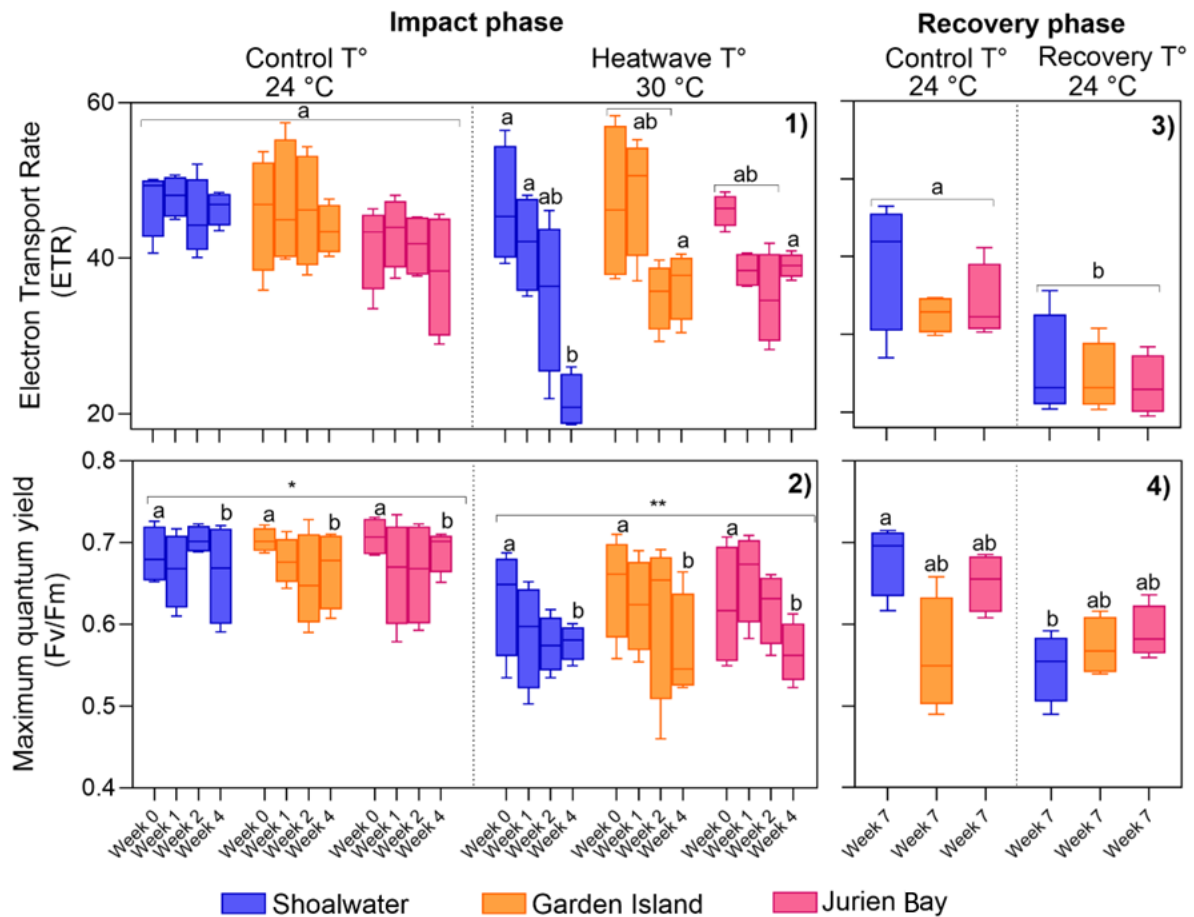 Impact phase
Recovery phase
Control T°
24 °C
Heatwave T°
30 °C
Control T°
24 °C
Recovery T°
24 °C
Electron Transport Rate
(ETR)
60
40
20
a
1)
a
a
ab
b
ab
a
ab
a
3)
a
b
Maximum quantum yield
(Fv/Fm)
0.8
0.7
0.6
0.5
0.4
*
a
b
a
b
a
b
2)
**
a
b
a
b
a
b
4)
a
ab
ab
b
ab
ab
Week 0
Week 1
Week 2
Week 4
Week 0
Week 1
Week 2
Week 4
Week 0
Week 1
Week 2
Week 4
Week 0
Week 1
Week 2
Week 4
Week 0
Week 1
Week 2
Week 4
Week 0
Week 1
Week 2
Week 4
Week 7
Week 7
Week 7
Week 7
Week 7
Week 7
Shoalwater
Garden Island
Jurien Bay